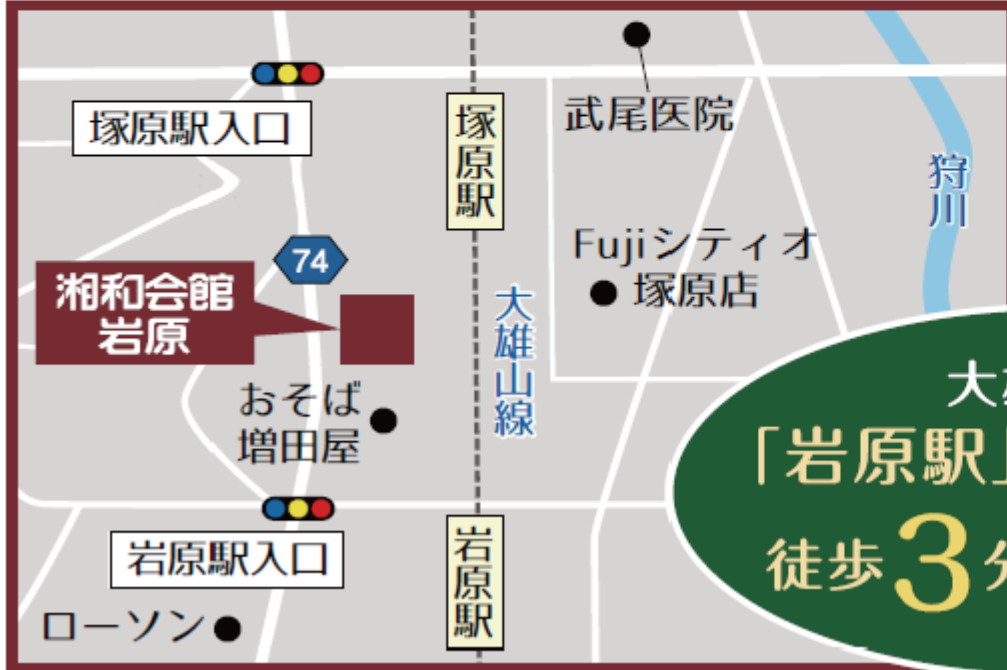 武尾医院
塚原駅入口
塚原駅
狩川
74
Fujiシティオ
塚原店
湘和会館
岩原
大雄山線
おそば
増田屋
大
「岩原駅」
徒歩3分
岩原駅入口
岩原駅
ローソン